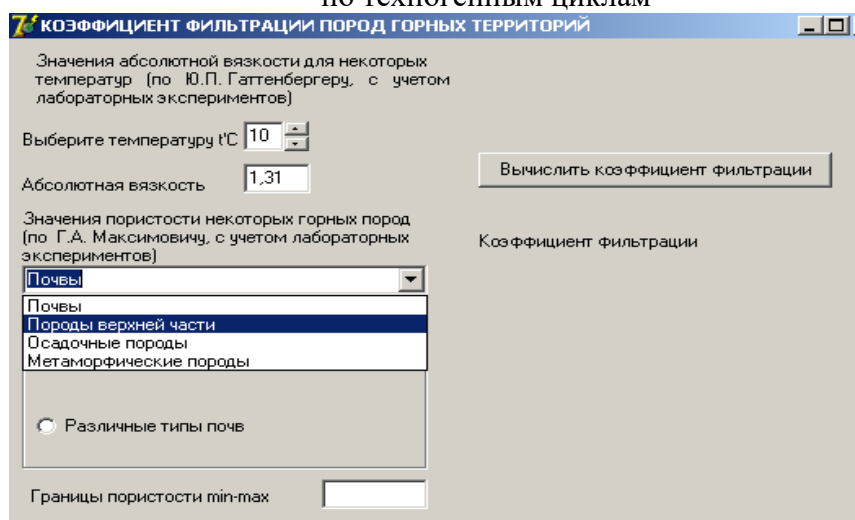 по техногенным циклам
КОЭФФИЦИЕНТ ФИЛЬТРАЦИИ ПОРОД ГОРНЫХ ТЕРРИТОРИЙ
Значения абсолютной вязкости для некоторых
температур (по Ю.П. Гаттенбергеру, с учетом
лабораторных экспериментов)
Выберите температуру t'C 10
Абсолютная вязкость 1,31
Вычислить коэффициент фильтрации
Значения пористости некоторых горных пород
(по Г.А. Максимовичу, с учетом лабораторных
экспериментов)
Коэффициент фильтрации
Почвы
Почвы
Породы верхней части
Осадочные породы
Метаморфические породы
Различные типы почв
Границы пористости min-max